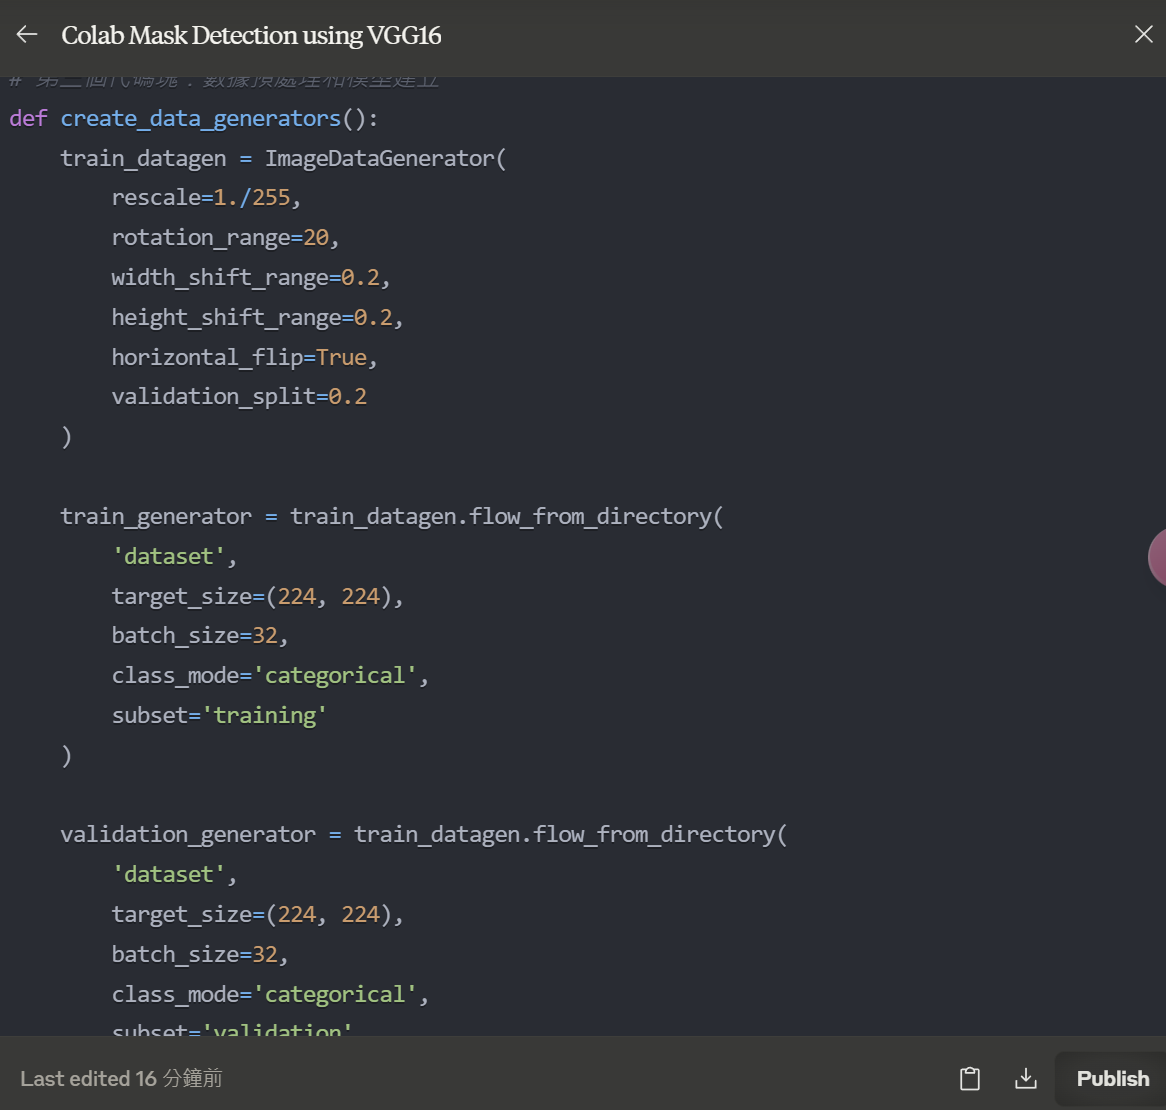 Colab Mask Detection using VGG16
# 第二個代碼塊：數據預處理和模型建立
def create_data_generators():
    train_datagen = ImageDataGenerator(
        rescale=1./255,
        rotation_range=20,
        width_shift_range=0.2,
        height_shift_range=0.2,
        horizontal_flip=True,
        validation_split=0.2
    )
    train_generator = train_datagen.flow_from_directory(
        'dataset',
        target_size=(224, 224),
        batch_size=32,
        class_mode='categorical',
        subset='training'
    )
    validation_generator = train_datagen.flow_from_directory(
        'dataset',
        target_size=(224, 224),
        batch_size=32,
        class_mode='categorical',
        subset='validation'
Last edited 16 分鐘前
Publish